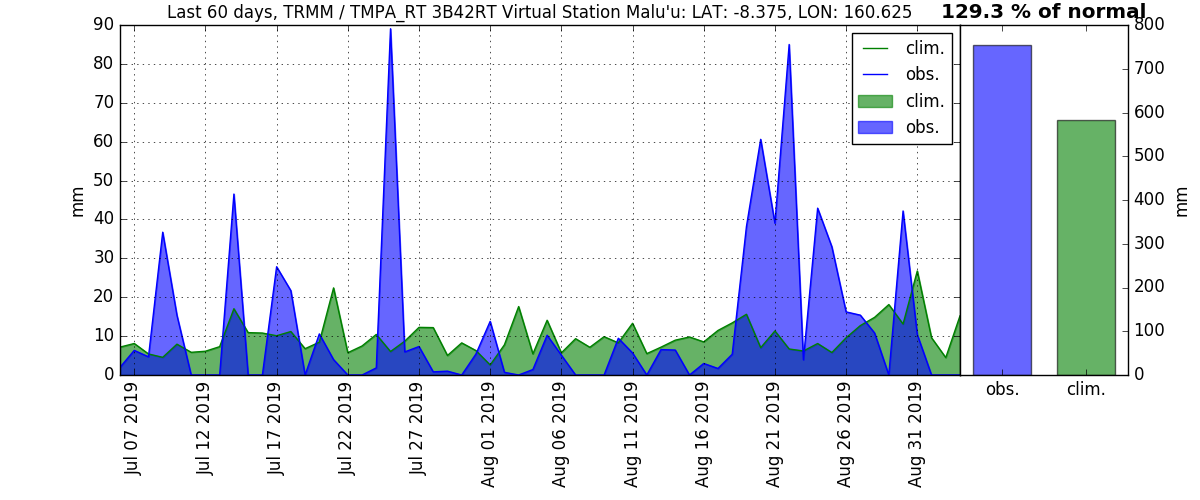 Last 60 days, TRMM / TMPA_RT 3B42RT Virtual Station Malu'u: LAT: -8.375, LON: 160.625
129.3 % of normal
90
80
70
60
50
40
30
20
10
0
mm
clim.
obs.
clim.
obs.
Jul 07 2019
Jul 12 2019
Jul 17 2019
Jul 22 2019
Jul 27 2019
Aug 01 2019
Aug 06 2019
Aug 11 2019
Aug 16 2019
Aug 21 2019
Aug 26 2019
Aug 31 2019
800
700
600
500
400
300
200
100
0
mm
obs.
clim.